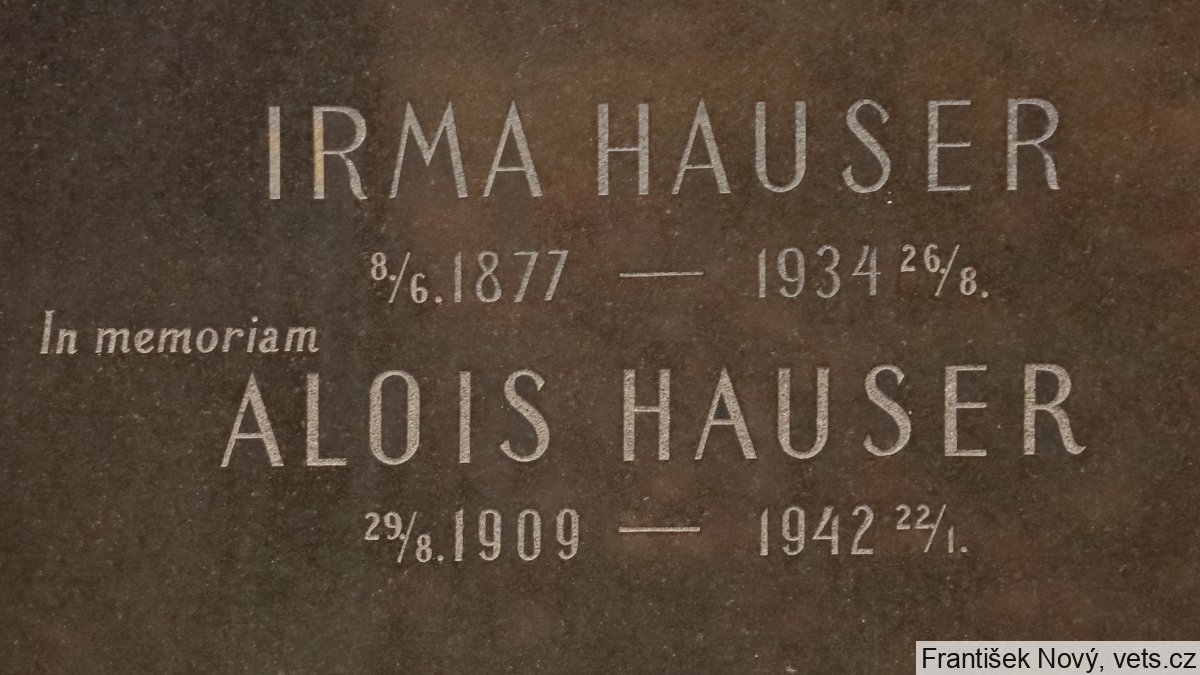 IRMA HAUSER
8./6. 1877 — 1934 26./8.
In memoriam
ALOIS HAUSER
29./8. 1909 — 1942 22./1.
František Nový, vets.cz